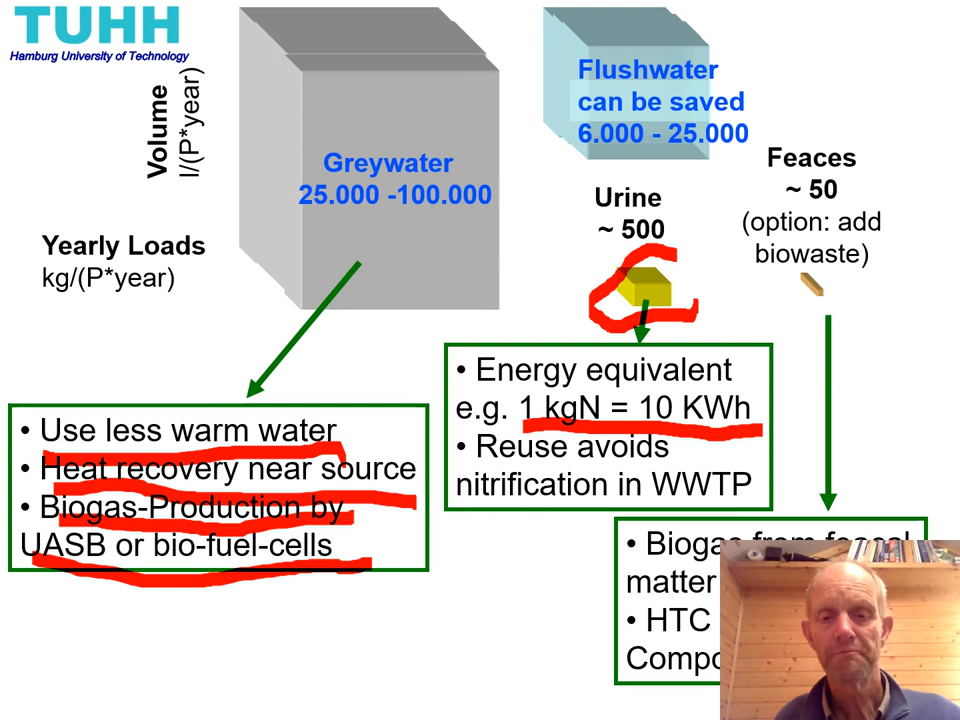 TUHH
Hamburg University of Technology
Volume
l/(P*year)
Yearly Loads
kg/(P*year)
Greywater
25.000 -100.000
Flushwater
can be saved
6.000 - 25.000
Urine
~ 500
Feaces
~ 50
(option: add
biowaste)
• Use less warm water
• Heat recovery near source
• Biogas-Production by
UASB or bio-fuel-cells
• Energy equivalent
e.g. 1 kgN = 10 KWh
• Reuse avoids
nitrification in WWTP
• Biogas from faecal
matter
• HTC